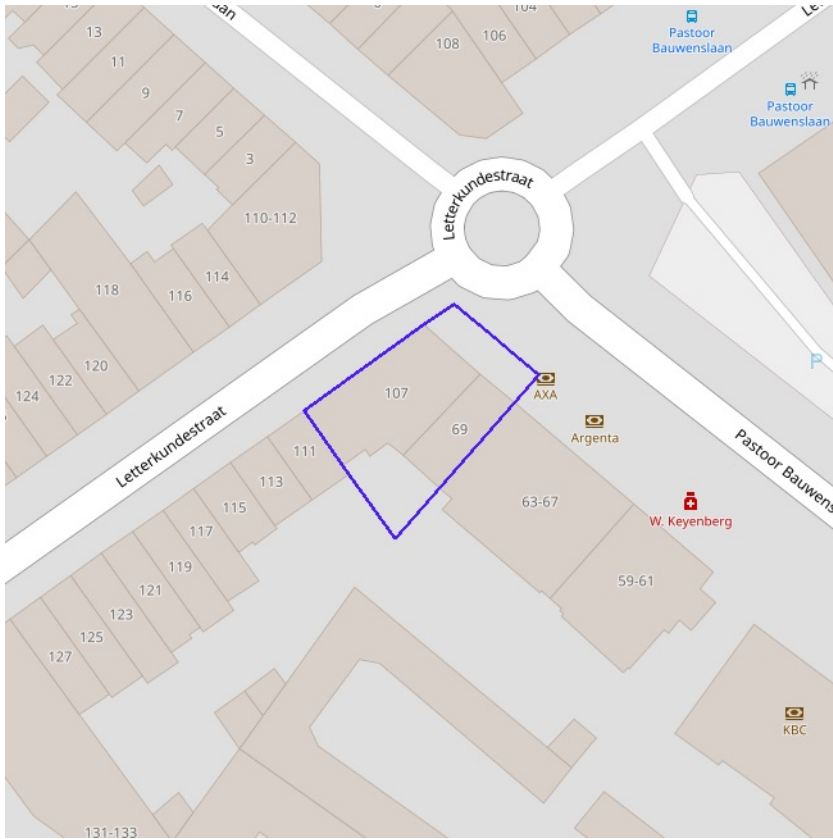 13
11
9
7
5
3
110-112
114
116
118
120
122
124
108
106
104
Pastoor
Bauwenslaan
Pastoor
Bauwenslaan
Letterkundestraat
Letterkundestraat
107
69
111
113
115
117
119
121
123
125
127
131-133
63-67
59-61
AXA
Argenta
W. Keyenberg
Pastoor Bauwens
KBC
P